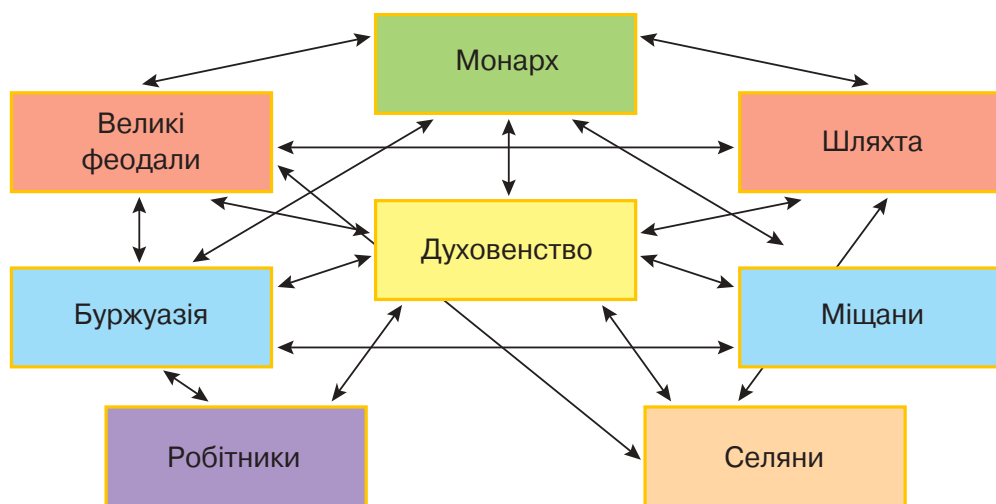 Монарх
Великі
феодали
Шляхта
Духовенство
Буржуазія
Міщани
Робітники
Селяни